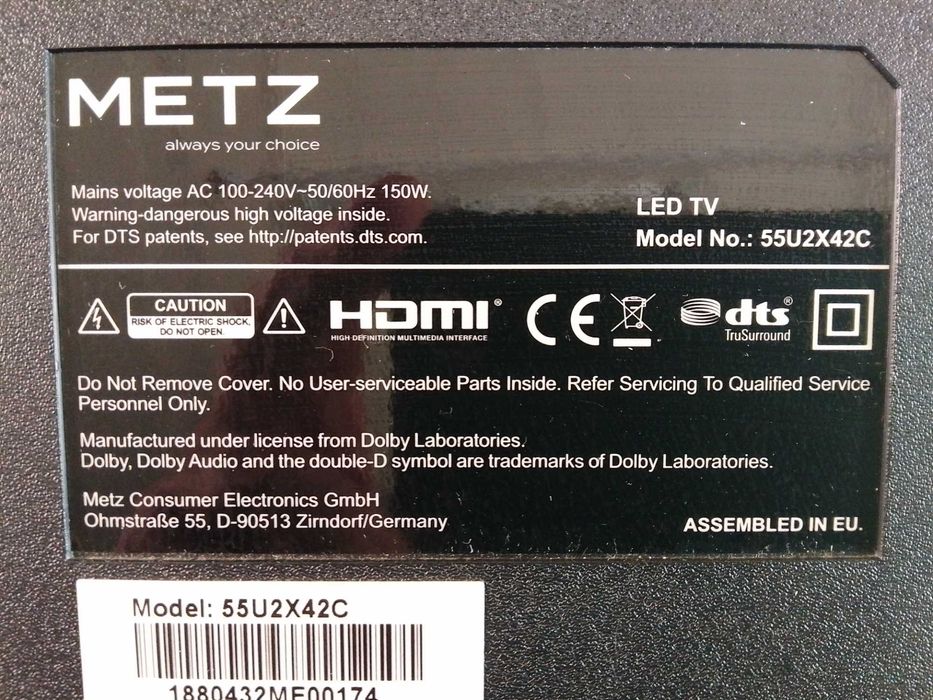 METZ
always your choice
Mains voltage AC 100-240V~50/60Hz 150W.
Warning-dangerous high voltage inside.
For DTS patents, see http://patents.dts.com.
LED TV
Model No.: 55U2X42C
CAUTION
RISK OF ELECTRIC SHOCK,
DO NOT OPEN.
HDMI®
HIGH-DEFINITION MULTIMEDIA INTERFACE
CE
dts®
TruSurround
Do Not Remove Cover. No User-serviceable Parts Inside. Refer Servicing To Qualified Service
Personnel Only.
Manufactured under license from Dolby Laboratories.
Dolby, Dolby Audio and the double-D symbol are trademarks of Dolby Laboratories.
Metz Consumer Electronics GmbH
Ohmstraße 55, D-90513 Zirndorf/Germany
ASSEMBLED IN EU.
Model: 55U2X42C
1880432ME00174